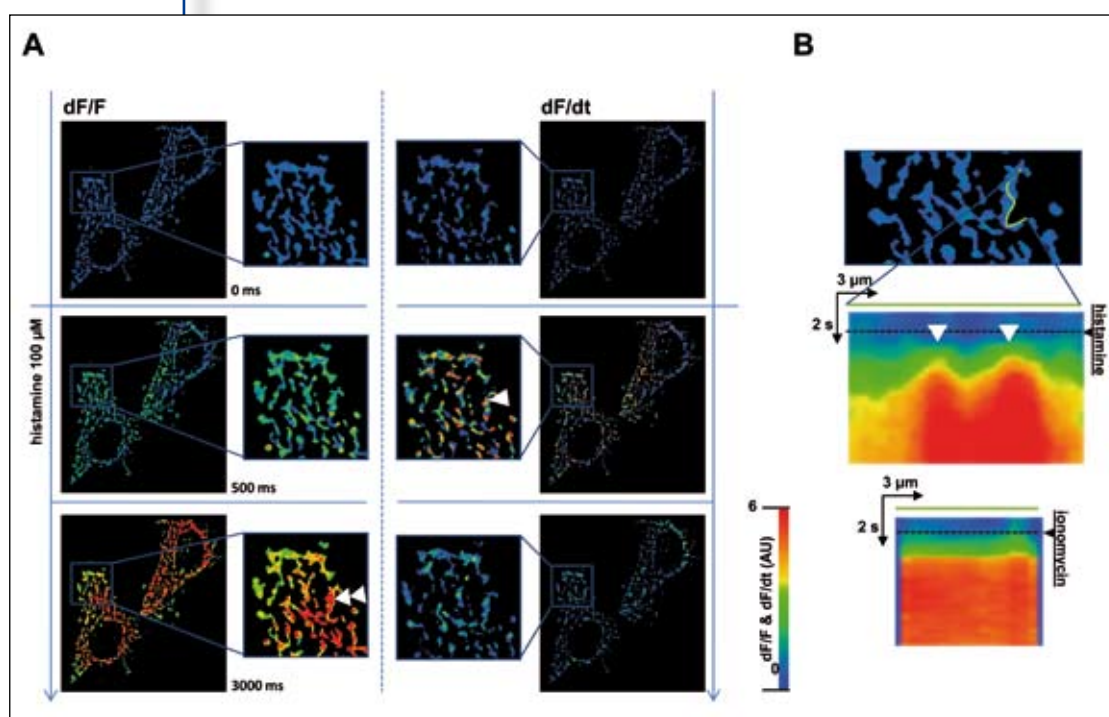 A
B
dF/F
dF/dt
0 ms
histamine 100 µM
500 ms
3000 ms
6
dF/F & dF/dt (AU)
0
3 µm
2 s
histamine
3 µm
2 s
ionomycin